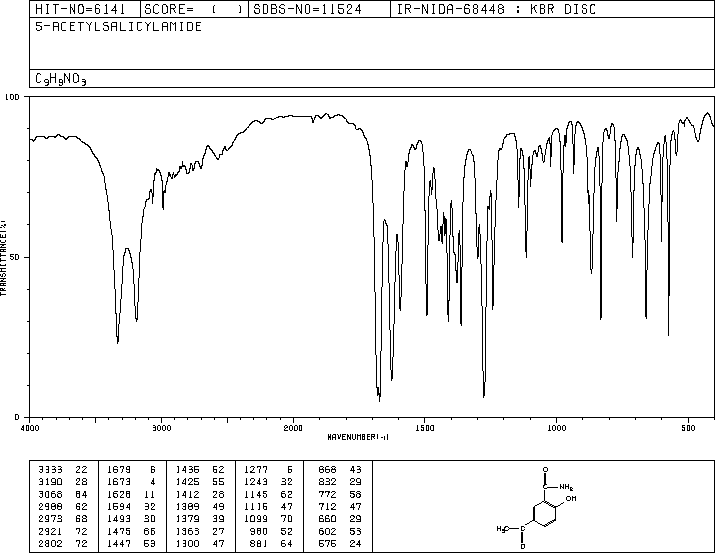 HIT-NO=6141 SCORE= ( ) SDBS-NO=11524 IR-NIDA-68448 : KBR DISC
5-ACETYLSALICYLAMIDE
C9H9NO3
100
50
0
TRANSMITTANCE(%)
4000 3000 2000 1500 1000 500
WAVENUMBER(-1)
3333 22 1679 6 1436 62 1277 6 868 43
3190 28 1673 4 1425 55 1243 32 832 29
3068 64 1628 11 1412 28 1145 62 772 58
2988 62 1594 32 1389 49 1116 47 712 47
2973 68 1493 30 1379 39 1099 70 660 29
2921 72 1475 66 1363 27 980 52 602 53
2802 72 1447 53 1300 47 881 64 576 24
O
C NH2
OH
H3C C
O